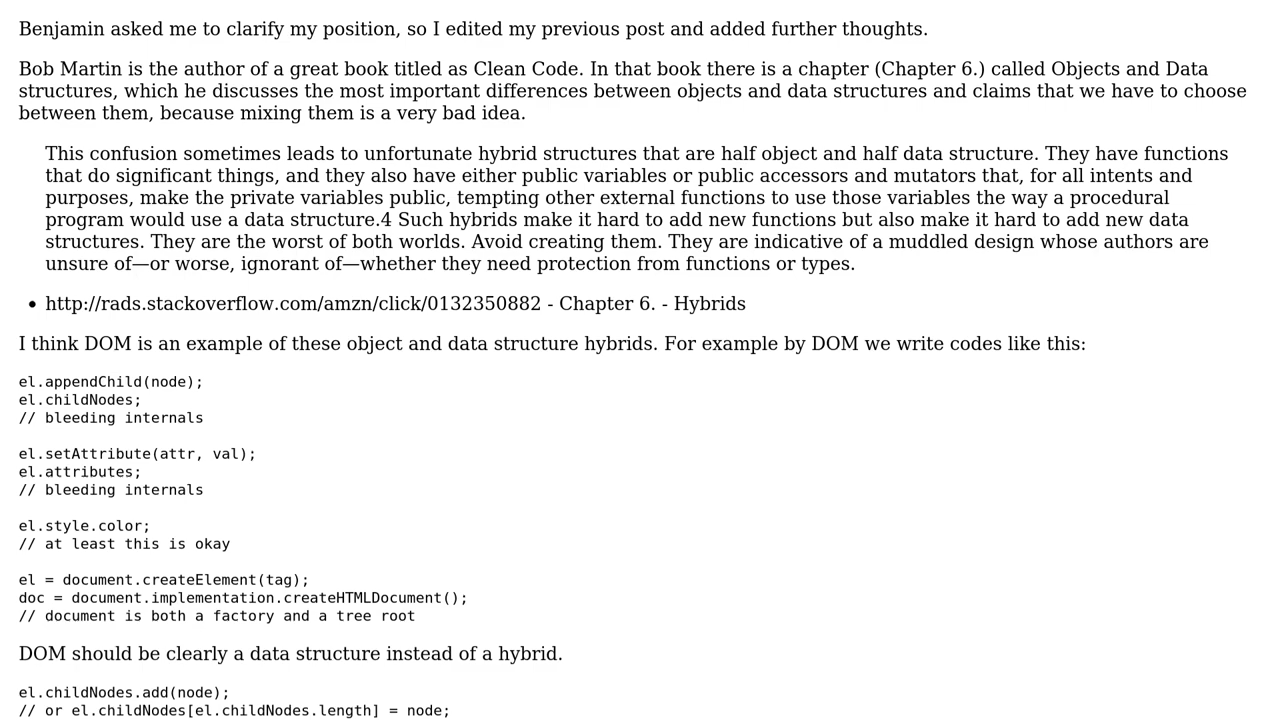 Benjamin asked me to clarify my position, so I edited my previous post and added further thoughts.
Bob Martin is the author of a great book titled as Clean Code. In that book there is a chapter (Chapter 6.) called Objects and Data
structures, which he discusses the most important differences between objects and data structures and claims that we have to choose
between them, because mixing them is a very bad idea.
This confusion sometimes leads to unfortunate hybrid structures that are half object and half data structure. They have functions
that do significant things, and they also have either public variables or public accessors and mutators that, for all intents and
purposes, make the private variables public, tempting other external functions to use those variables the way a procedural
program would use a data structure.4 Such hybrids make it hard to add new functions but also make it hard to add new data
structures. They are the worst of both worlds. Avoid creating them. They are indicative of a muddled design whose authors are
unsure of—or worse, ignorant of—whether they need protection from functions or types.
• http://rads.stackoverflow.com/amzn/click/0132350882 - Chapter 6. - Hybrids
I think DOM is an example of these object and data structure hybrids. For example by DOM we write codes like this:
el.appendChild(node);
el.childNodes;
// bleeding internals
el.setAttribute(attr, val);
el.attributes;
// bleeding internals
el.style.color;
// at least this is okay
el = document.createElement(tag);
doc = document.implementation.createHTMLDocument();
// document is both a factory and a tree root
DOM should be clearly a data structure instead of a hybrid.
el.childNodes.add(node);
// or el.childNodes[el.childNodes.length] = node;